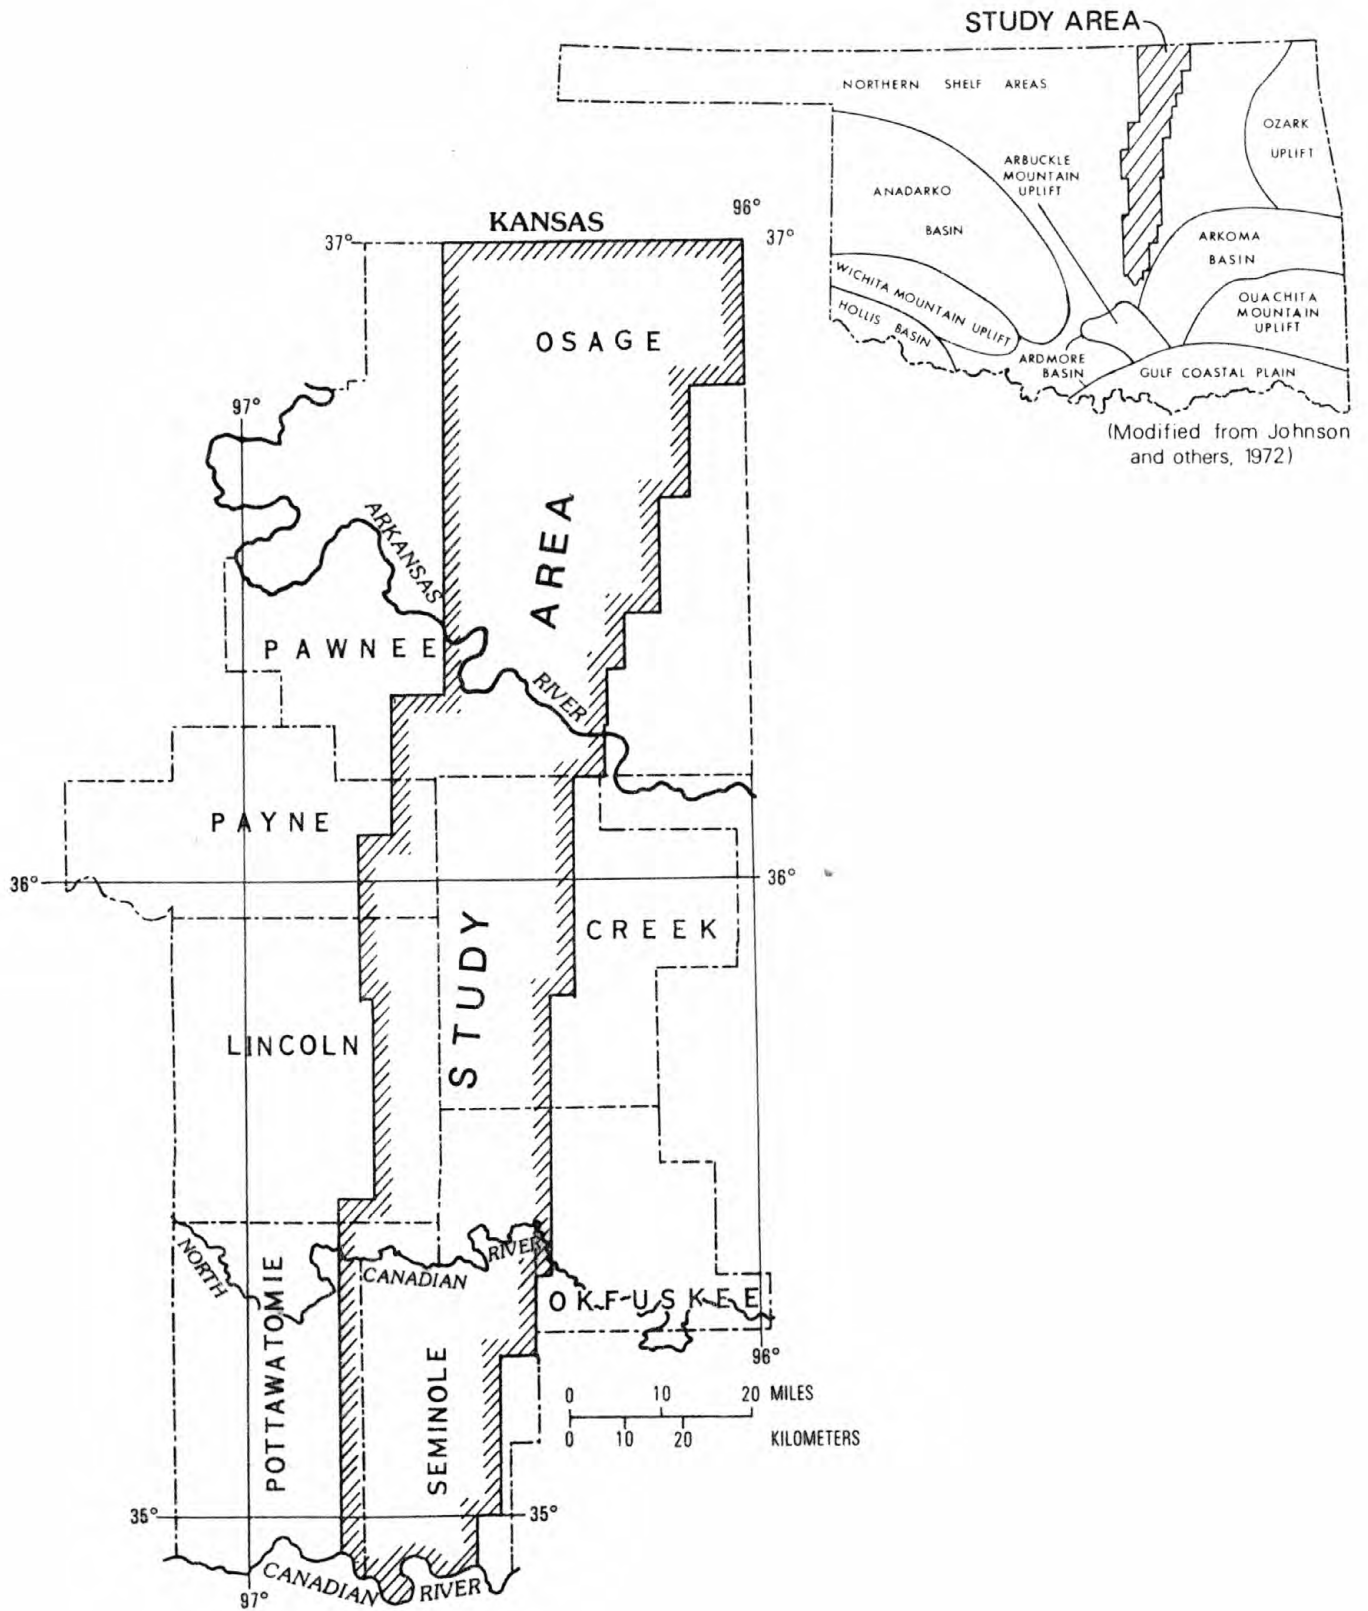 STUDY AREA
NORTHERN SHELF AREAS
OZARK
UPLIFT
ARBUCKLE
MOUNTAIN
UPLIFT
ANADARKO
BASIN
ARKOMA
BASIN
WICHITA MOUNTAIN UPLIFT
HOLLIS BASIN
OUACHITA
MOUNTAIN
UPLIFT
ARDMORE
BASIN
GULF COASTAL PLAIN
(Modified from Johnson
and others, 1972)
KANSAS
96°
37°
37°
OSAGE
97°
ARKANSAS
RIVER
AREA
PAWNEE
PAYNE
36°
36°
STUDY
CREEK
LINCOLN
NORTH
CANADIAN
RIVER
OKFUSKEE
POTTAWATOMIE
SEMINOLE
96°
0 10 20 MILES
0 10 20 KILOMETERS
35°
35°
CANADIAN RIVER
97°